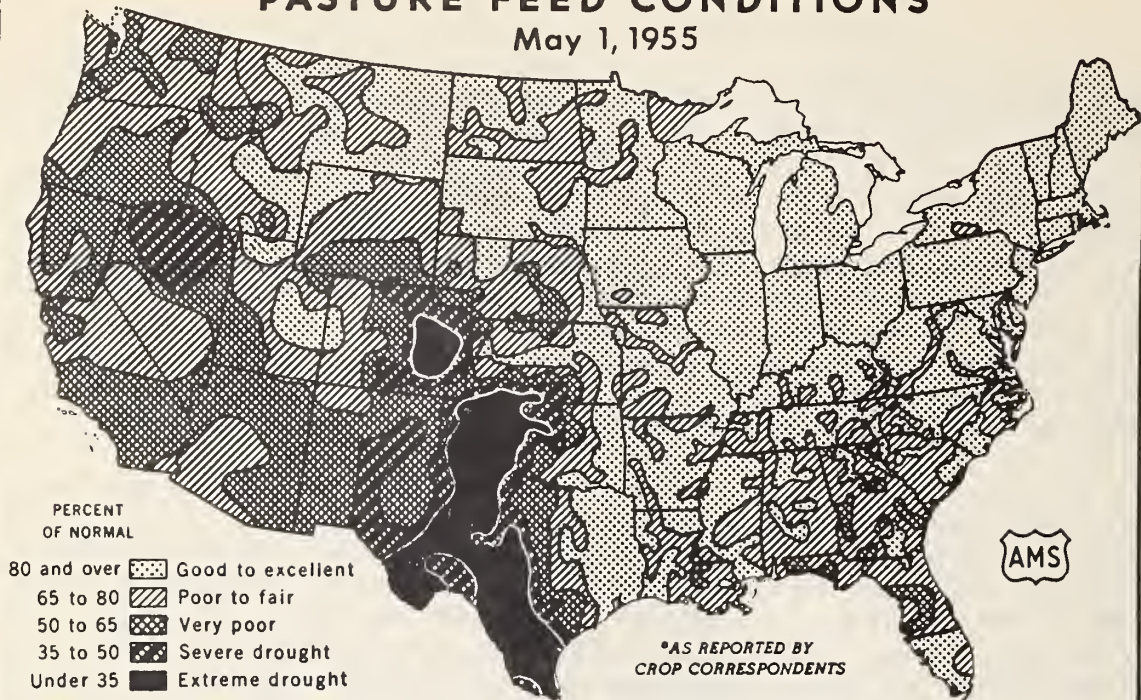 PASTURE FEED CONDITIONS
May 1, 1955
PERCENT
OF NORMAL
80 and over Good to excellent
65 to 80 Poor to fair
50 to 65 Very poor
35 to 50 Severe drought
Under 35 Extreme drought
*AS REPORTED BY
CROP CORRESPONDENTS
AMS